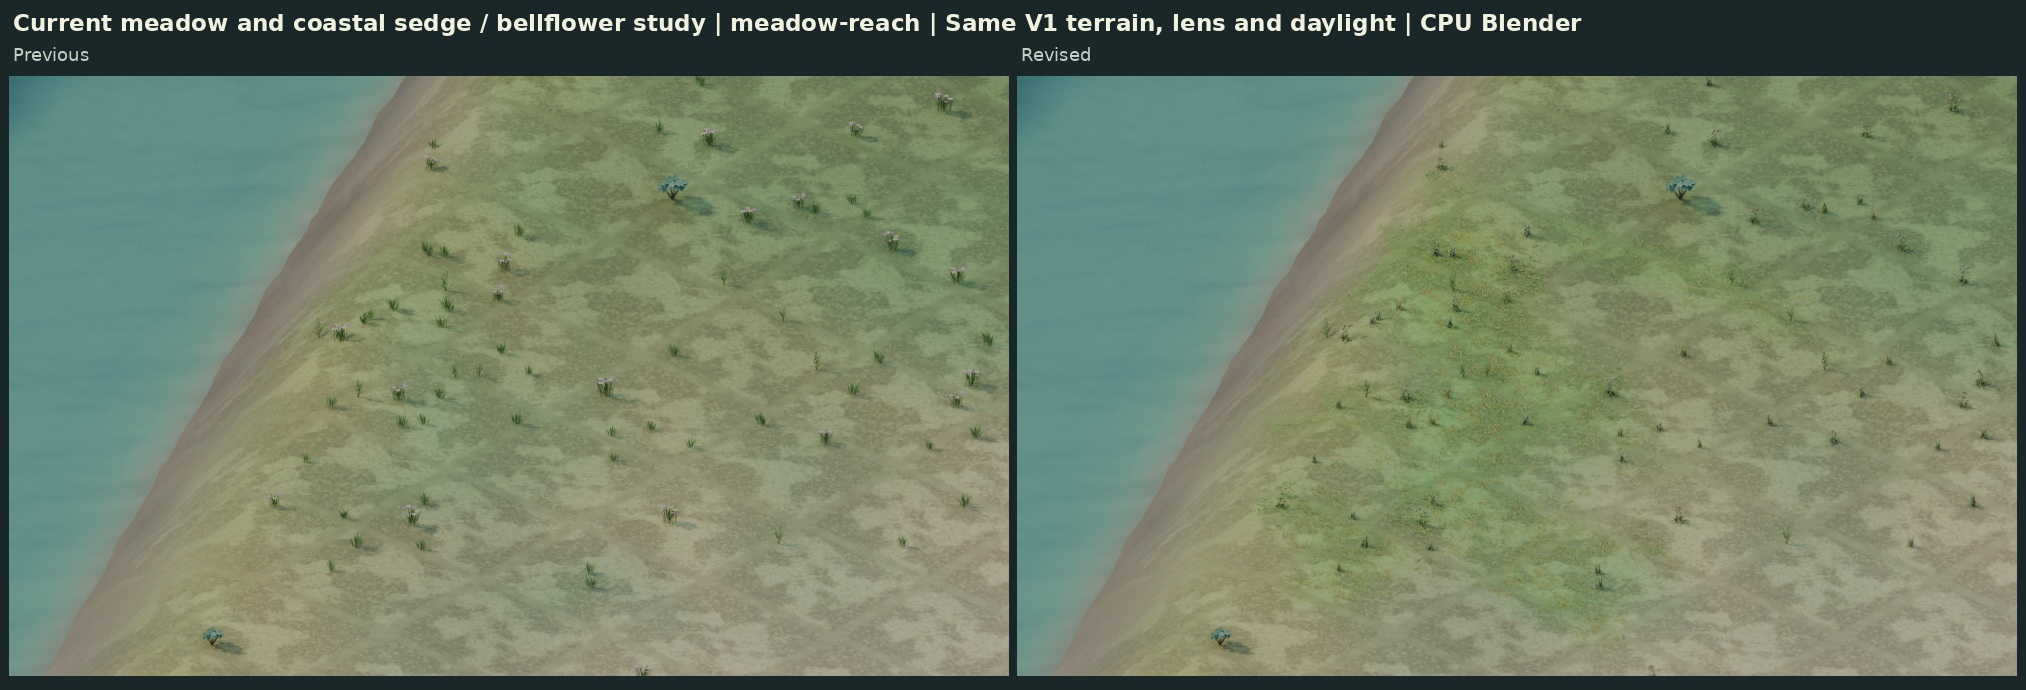 Current meadow and coastal sedge / bellflower study | meadow-reach | Same V1 terrain, lens and daylight | CPU Blender
Previous
Revised